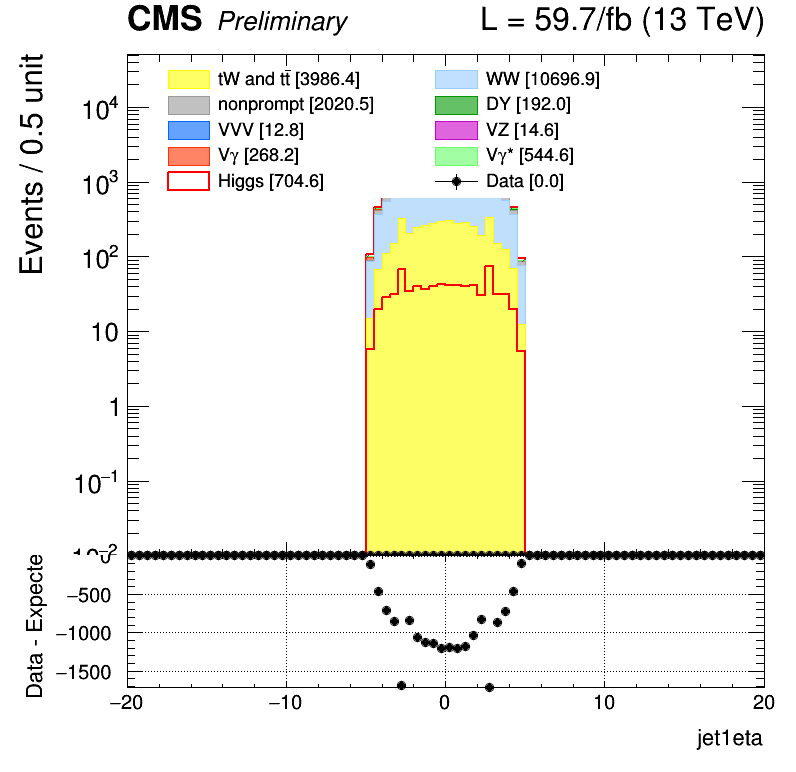 CMS Preliminary L = 59.7/fb (13 TeV)
Events / 0.5 unit
tW and tt̄ [3986.4] WW [10696.9]
nonprompt [2020.5] DY [192.0]
VVV [12.8] VZ [14.6]
Vγ [268.2] Vγ* [544.6]
Higgs [704.6] Data [0.0]
10⁴
10³
10²
10
1
10⁻¹
Data - Expecte
−500
−1000
−1500
−20 −10 0 10 20
jet1eta